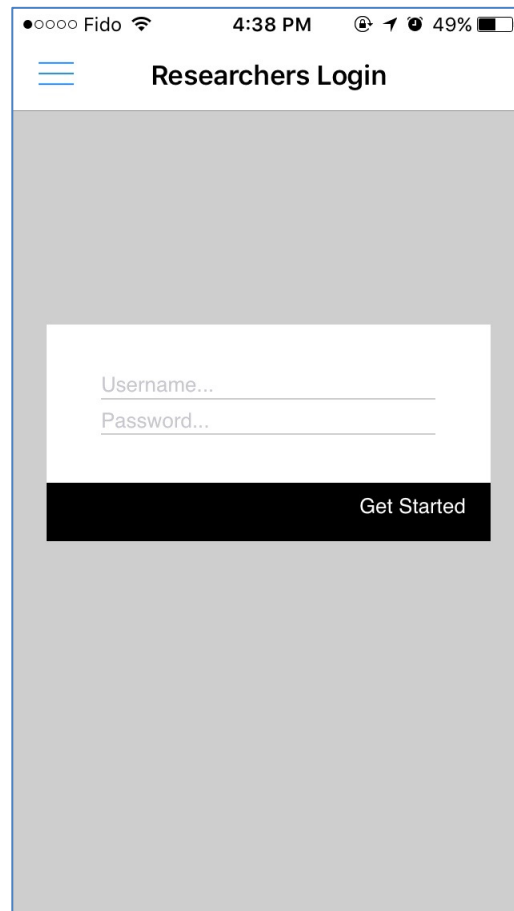 Fido 4:38 PM 49%
Researchers Login
Username...
Password...
Get Started